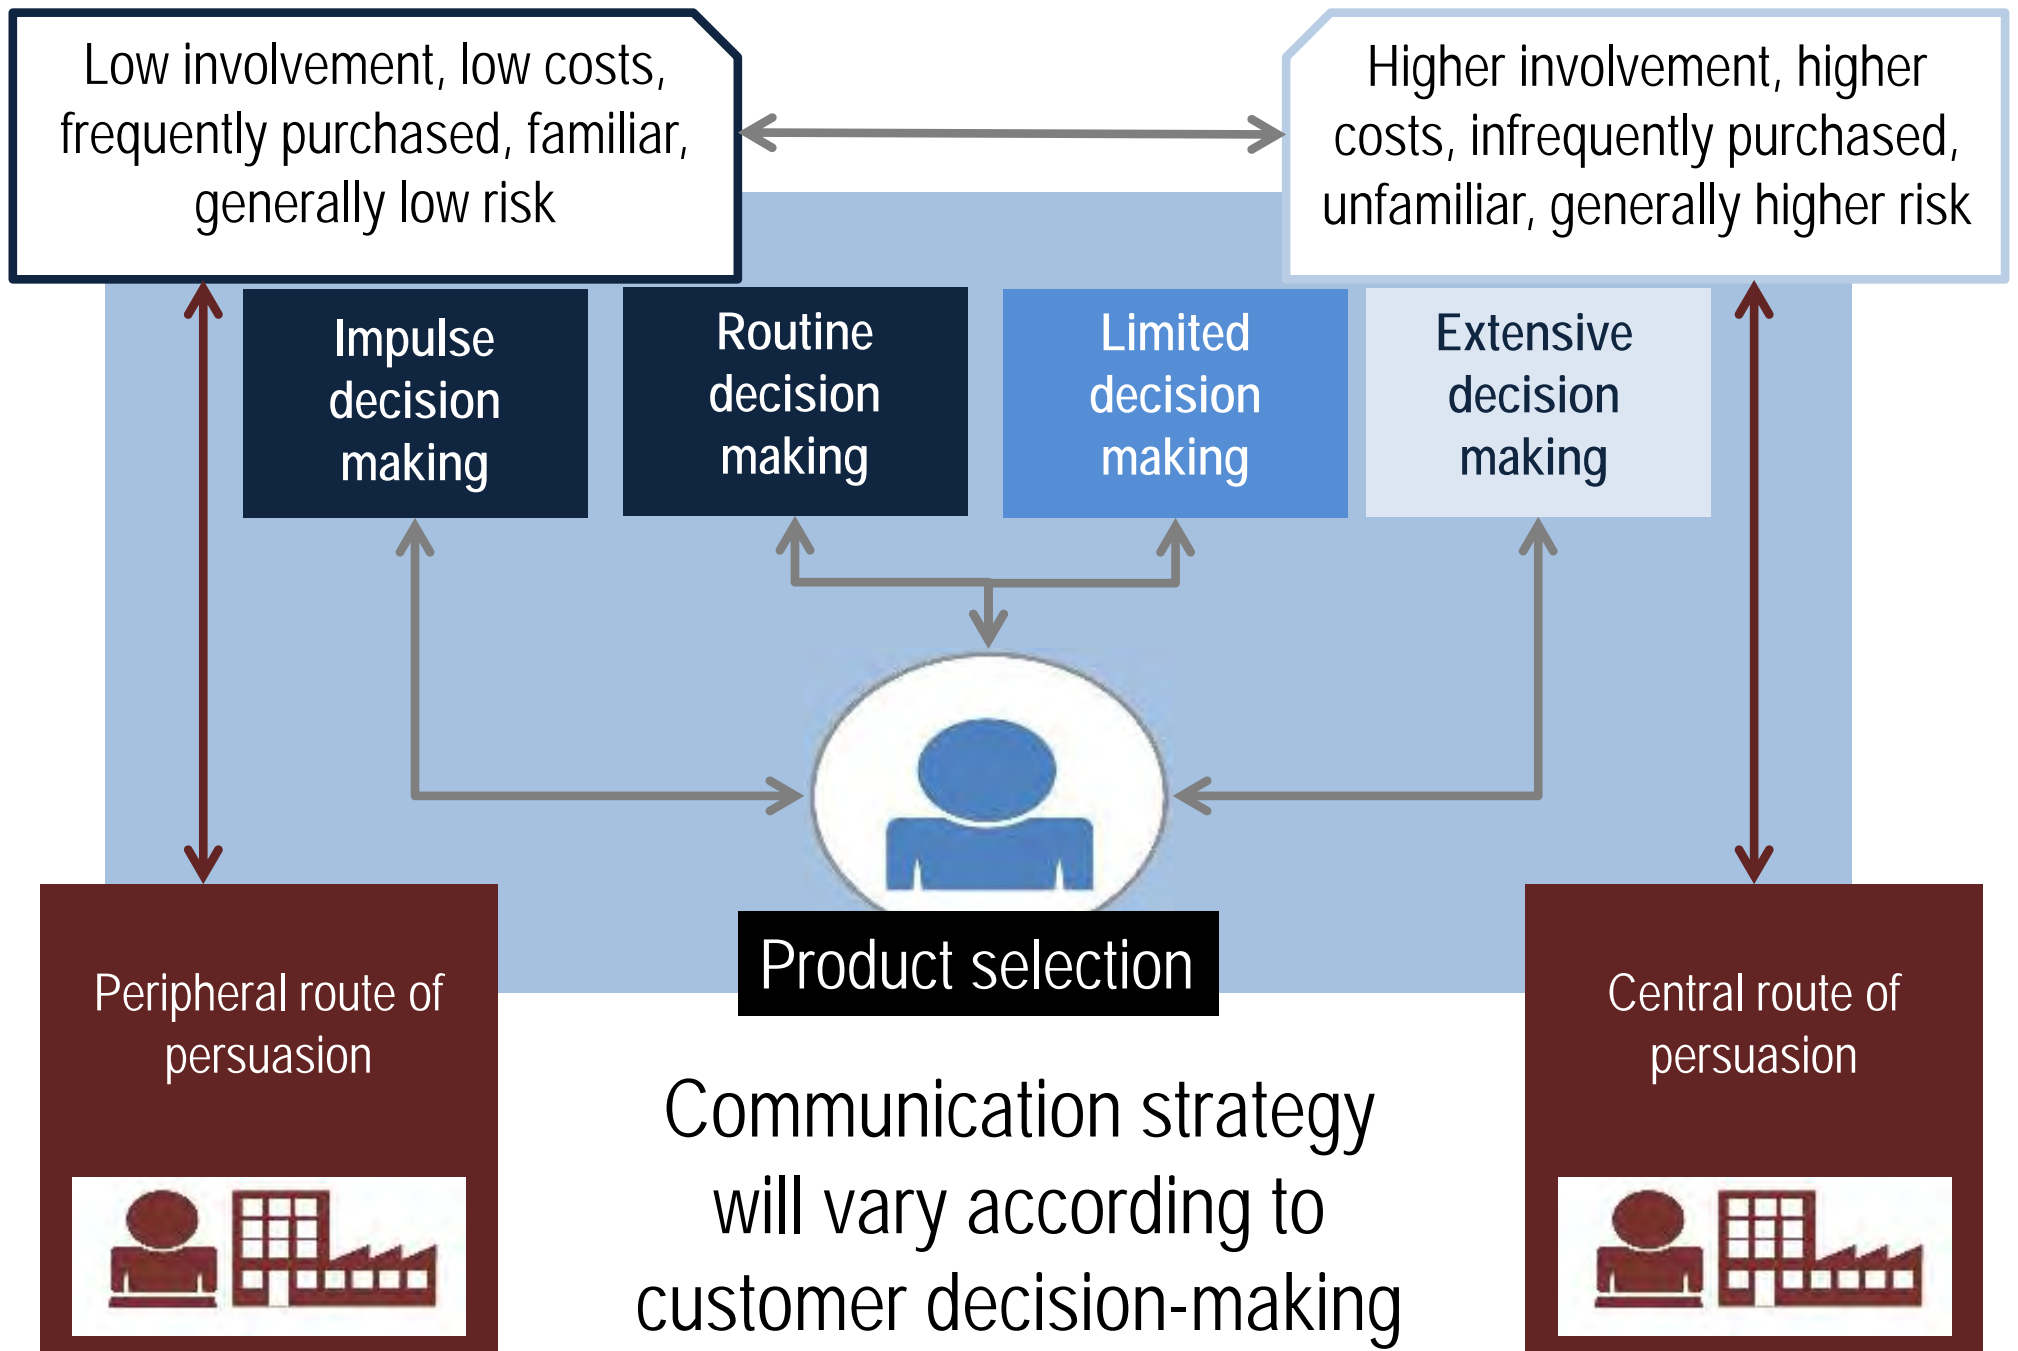 Low involvement, low costs,
frequently purchased, familiar,
generally low risk
Higher involvement, higher
costs, infrequently purchased,
unfamiliar, generally higher risk
Impulse
decision
making
Routine
decision
making
Limited
decision
making
Extensive
decision
making
Product selection
Peripheral route of
persuasion
Central route of
persuasion
Communication strategy
will vary according to
customer decision-making